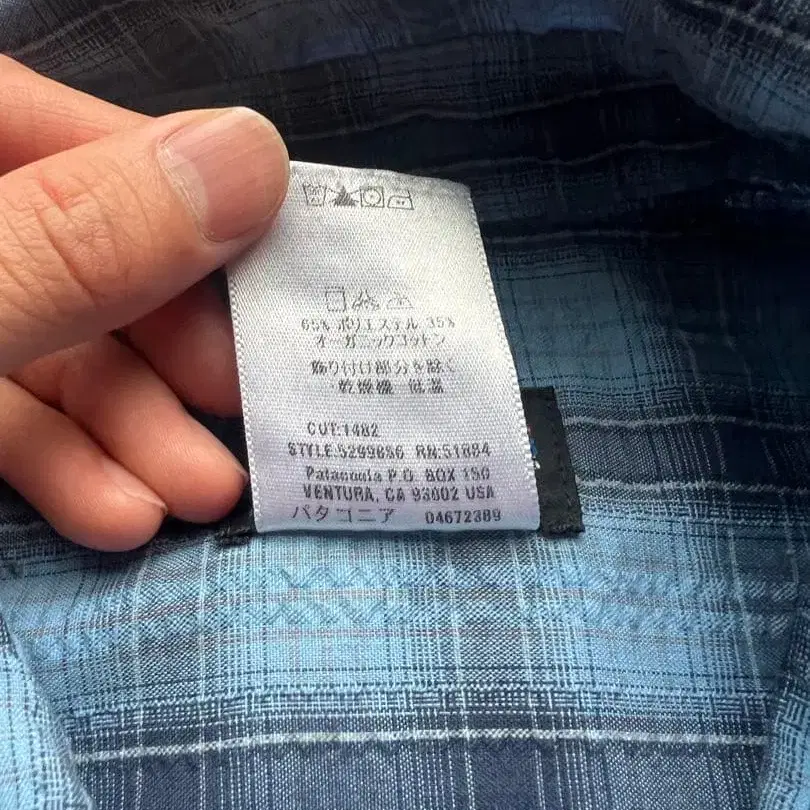 65% ポリエステル 35%
オーガニックコットン
飾り付け部分を除く
乾燥機 低温
CUT:1482
STYLE:52998S6 RN:51884
Patagonia P.O. BOX 150
VENTURA, CA 93002 USA
パタゴニア 04672389